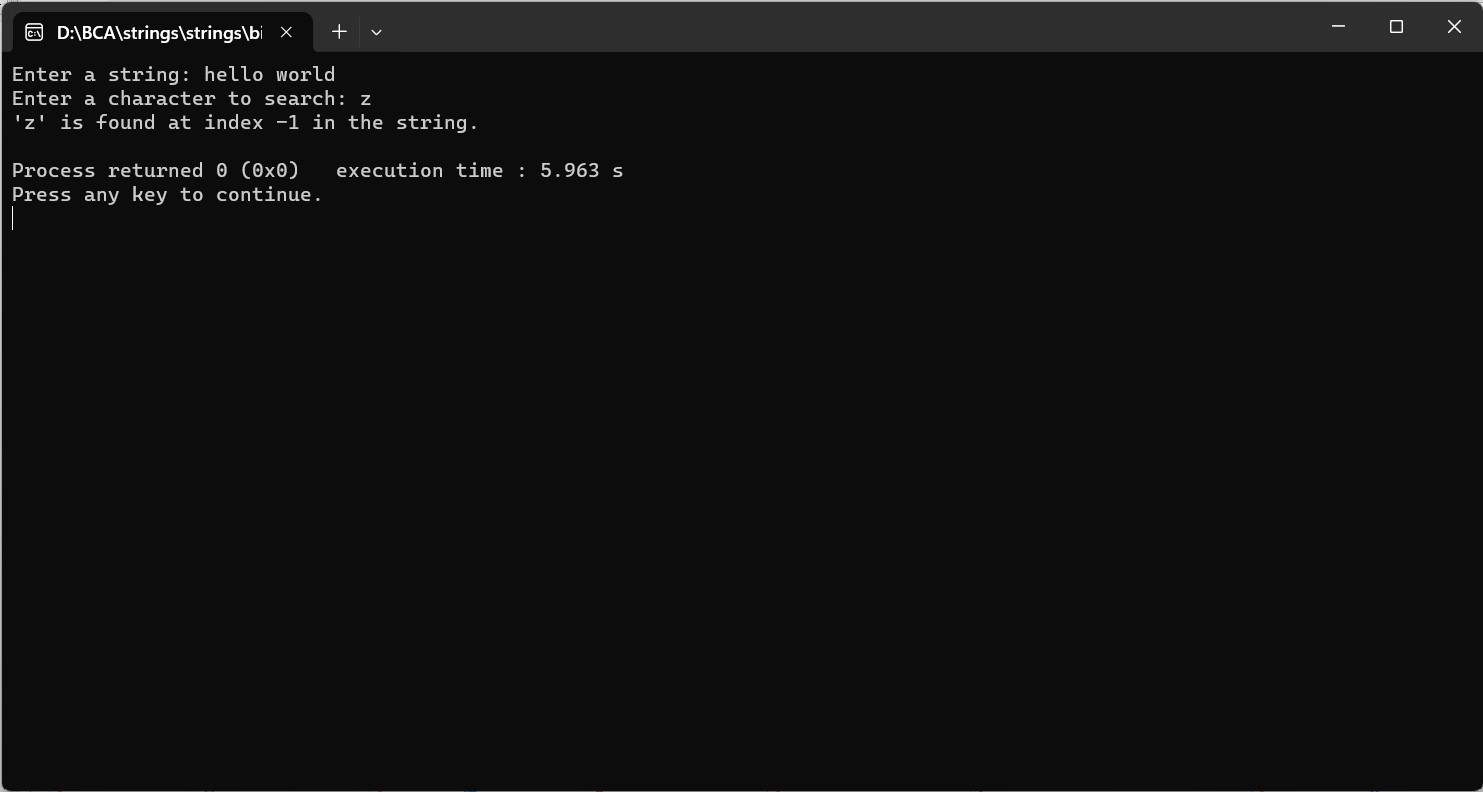 D:\BCA\strings\strings\bi
Enter a string: hello world
Enter a character to search: z
'z' is found at index -1 in the string.
Process returned 0 (0x0)   execution time : 5.963 s
Press any key to continue.